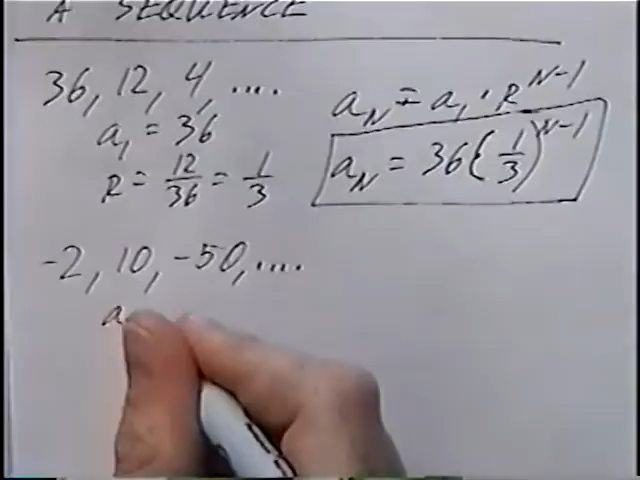 A SEQUENCE
36, 12, 4, ....
a₁ = 36
R = 12/36 = 1/3
aₙ = a₁ · Rᴺ⁻¹
aₙ = 36(1/3)ᴺ⁻¹
-2, 10, -50, ....
a